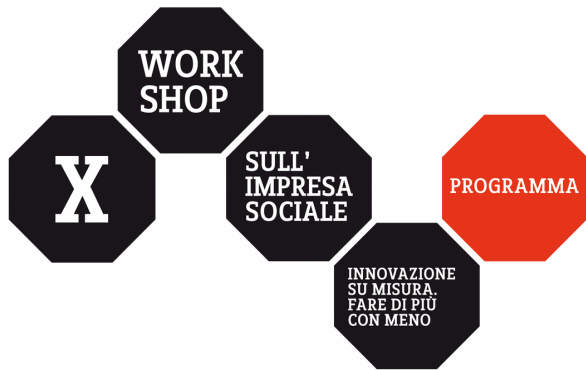 X
WORK
SHOP
SULL'
IMPRESA
SOCIALE
INNOVAZIONE
SU MISURA.
FARE DI PIÙ
CON MENO
PROGRAMMA